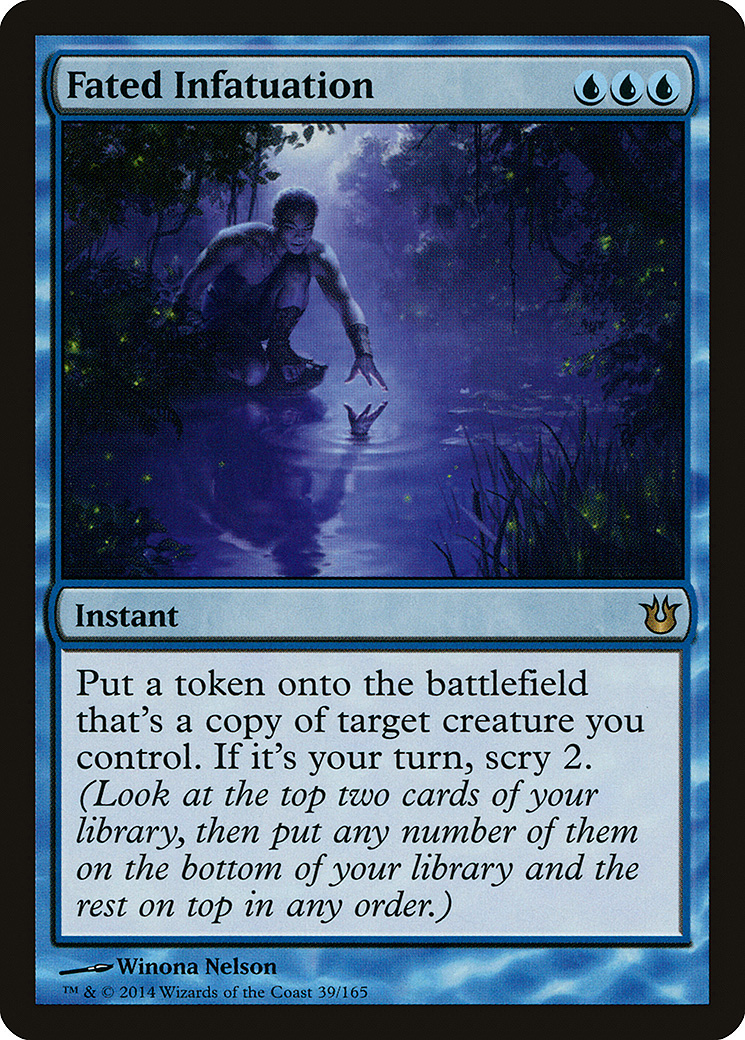 Fated Infatuation
Instant
Put a token onto the battlefield
that's a copy of target creature you
control. If it's your turn, scry 2.
(Look at the top two cards of your
library, then put any number of them
on the bottom of your library and the
rest on top in any order.)
Winona Nelson
™ & © 2014 Wizards of the Coast 39/165